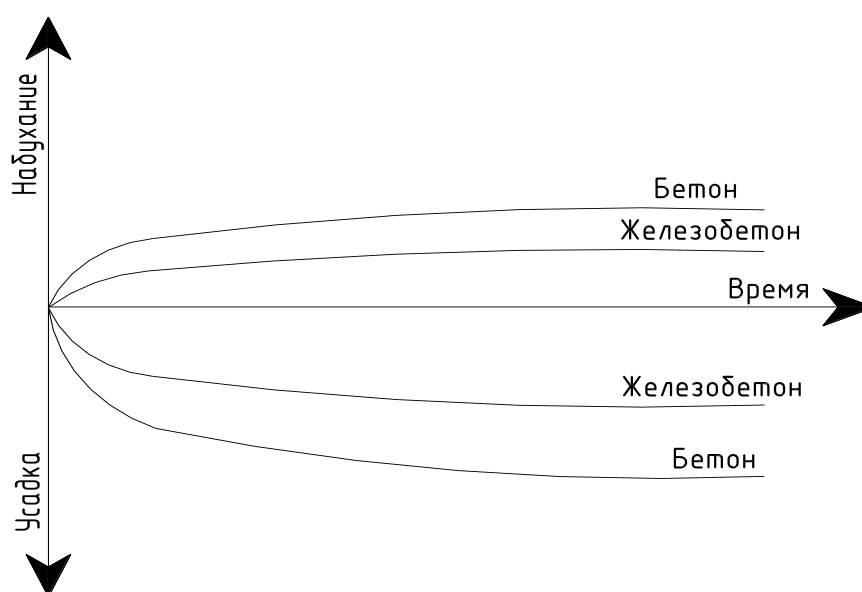 Набухание
Бетон
Железобетон
Время
Железобетон
Бетон
Усадка